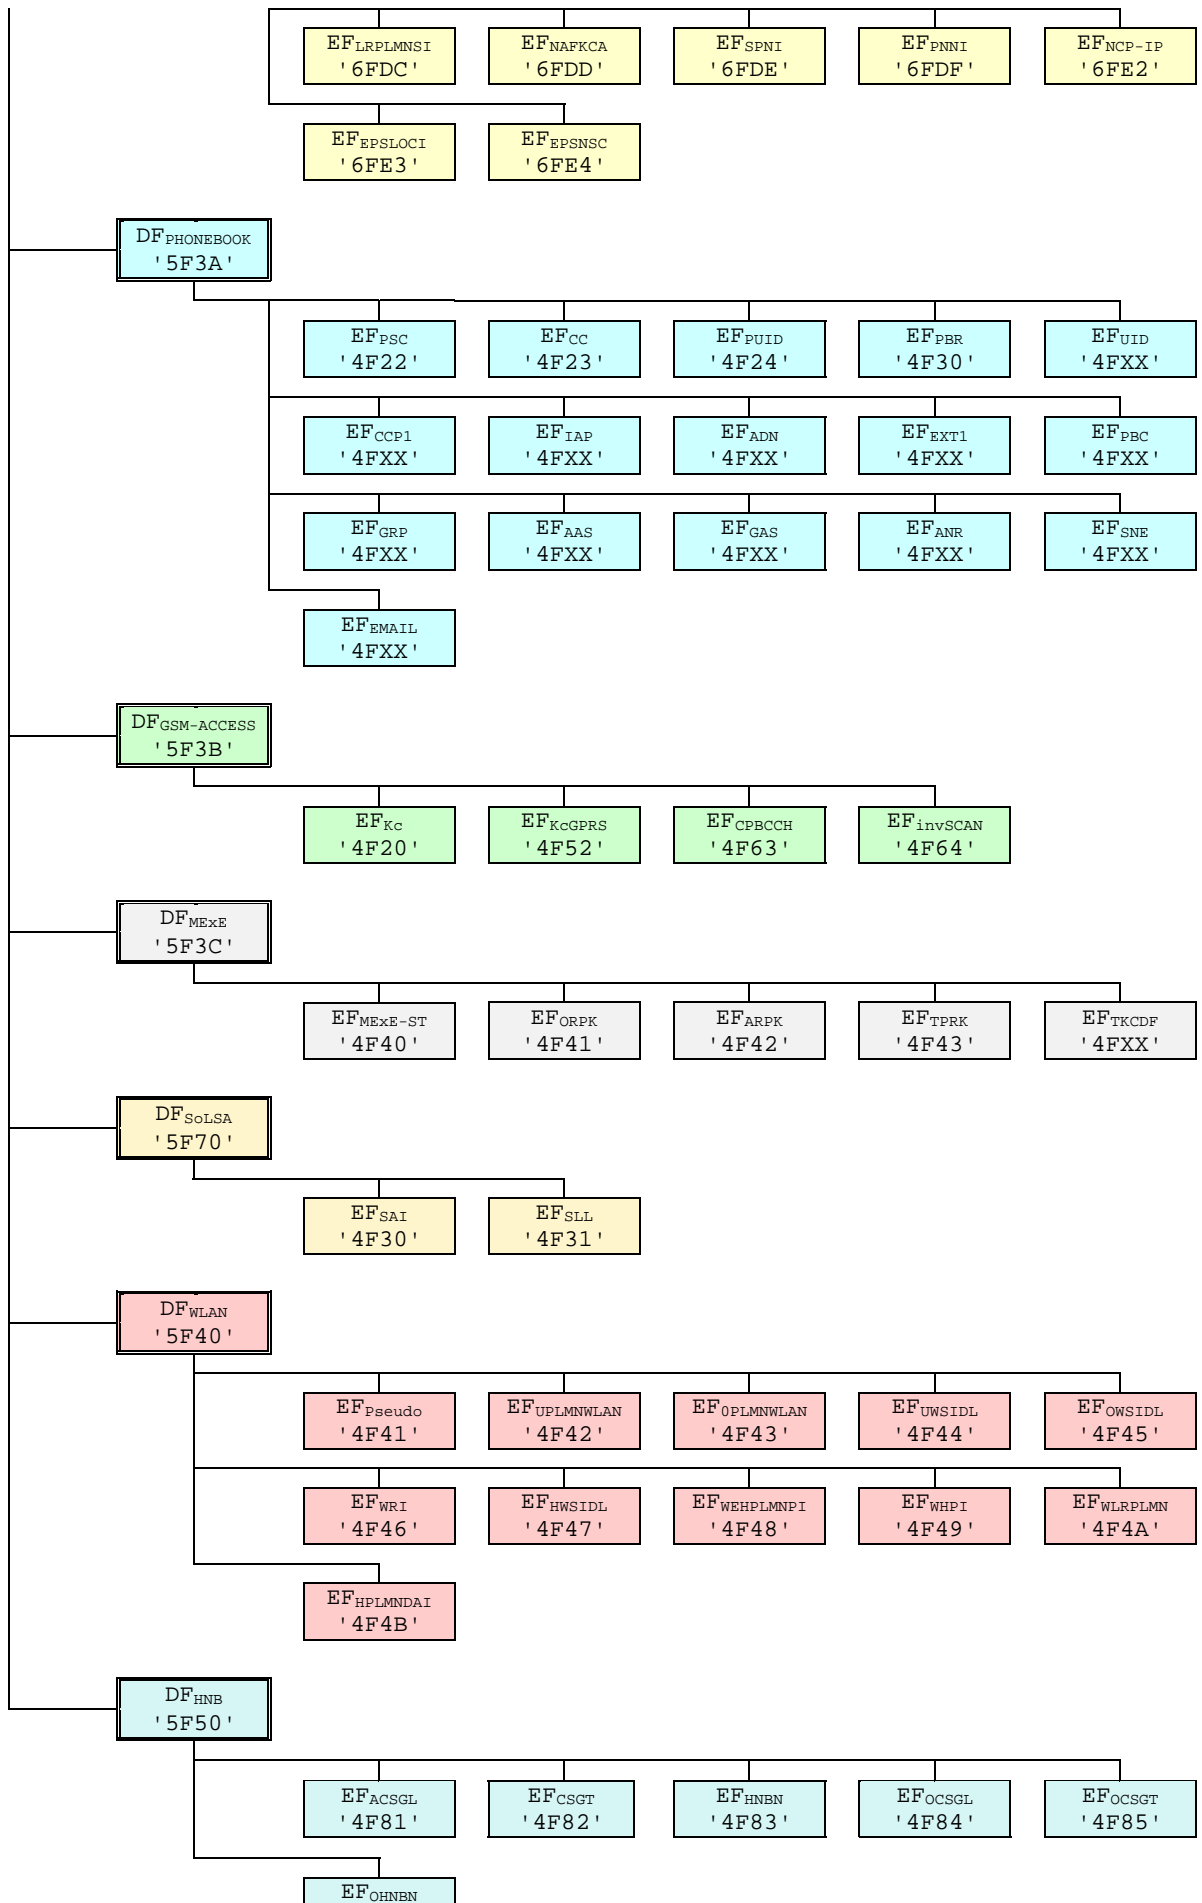 EFLRPLMNSI EFNAFKCA EFSPNI EFPNNI EFNCP-IP
'6FDC' '6FDD' '6FDE' '6FDF' '6FE2'
EFEPSLOCI EFEPSNSC
'6FE3' '6FE4'
DFPHONEBOOK
'5F3A'
EFPSC EFCC EFPUID EFPBR EFUID
'4F22' '4F23' '4F24' '4F30' '4FXX'
EFCCP1 EFIAP EFADN EFEXT1 EFPBC
'4FXX' '4FXX' '4FXX' '4FXX' '4FXX'
EFGRP EFAAS EFGAS EFANR EFSNE
'4FXX' '4FXX' '4FXX' '4FXX' '4FXX'
EFEMAIL
'4FXX'
DFGSM-ACCESS
'5F3B'
EFKc EFKcGPRS EFCPBCCH EFinvSCAN
'4F20' '4F52' '4F63' '4F64'
DFMExE
'5F3C'
EFMExE-ST EFORPK EFARPK EFTPRK EFTKCDF
'4F40' '4F41' '4F42' '4F43' '4FXX'
DFSoLSA
'5F70'
EFSAI EFSLL
'4F30' '4F31'
DFWLAN
'5F40'
EFPseudo EFUPLMNWLAN EF0PLMNWLAN EFUWSIDL EFOWSIDL
'4F41' '4F42' '4F43' '4F44' '4F45'
EFWRI EFHWSIDL EFWEHPLMNPI EFWHPI EFWLRPLMN
'4F46' '4F47' '4F48' '4F49' '4F4A'
EFHPLMNDAI
'4F4B'
DFHNB
'5F50'
EFACSGL EFCSGT EFHNBN EFOCSGL EFOCSGT
'4F81' '4F82' '4F83' '4F84' '4F85'
EFOHNBN